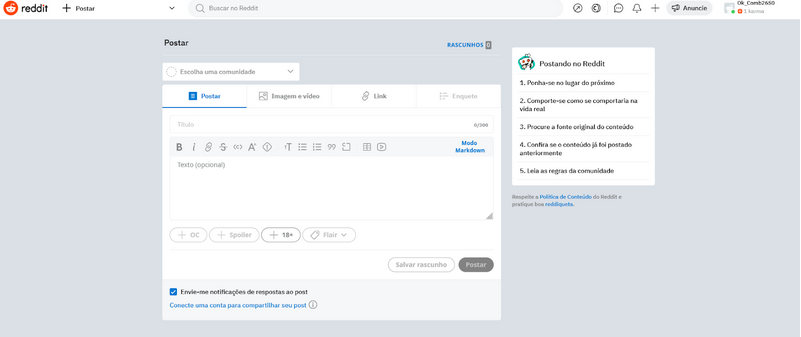 reddit
Postar
Buscar no Reddit
Anuncie
Ok_Comb2650
1 karma
Postar
RASCUNHOS 0
Escolha uma comunidade
Postar
Imagem e vídeo
Link
Enquete
Título
0/300
Modo
Markdown
Texto (opcional)
OC
Spoiler
18+
Flair
Salvar rascunho
Postar
Envie-me notificações de respostas ao post
Conecte uma conta para compartilhar seu post
Postando no Reddit
1. Ponha-se no lugar do próximo
2. Comporte-se como se comportaria na
vida real
3. Procure a fonte original do conteúdo
4. Confira se o conteúdo já foi postado
anteriormente
5. Leia as regras da comunidade
Respeite a Política de Conteúdo do Reddit e
pratique boa reddiqueta.